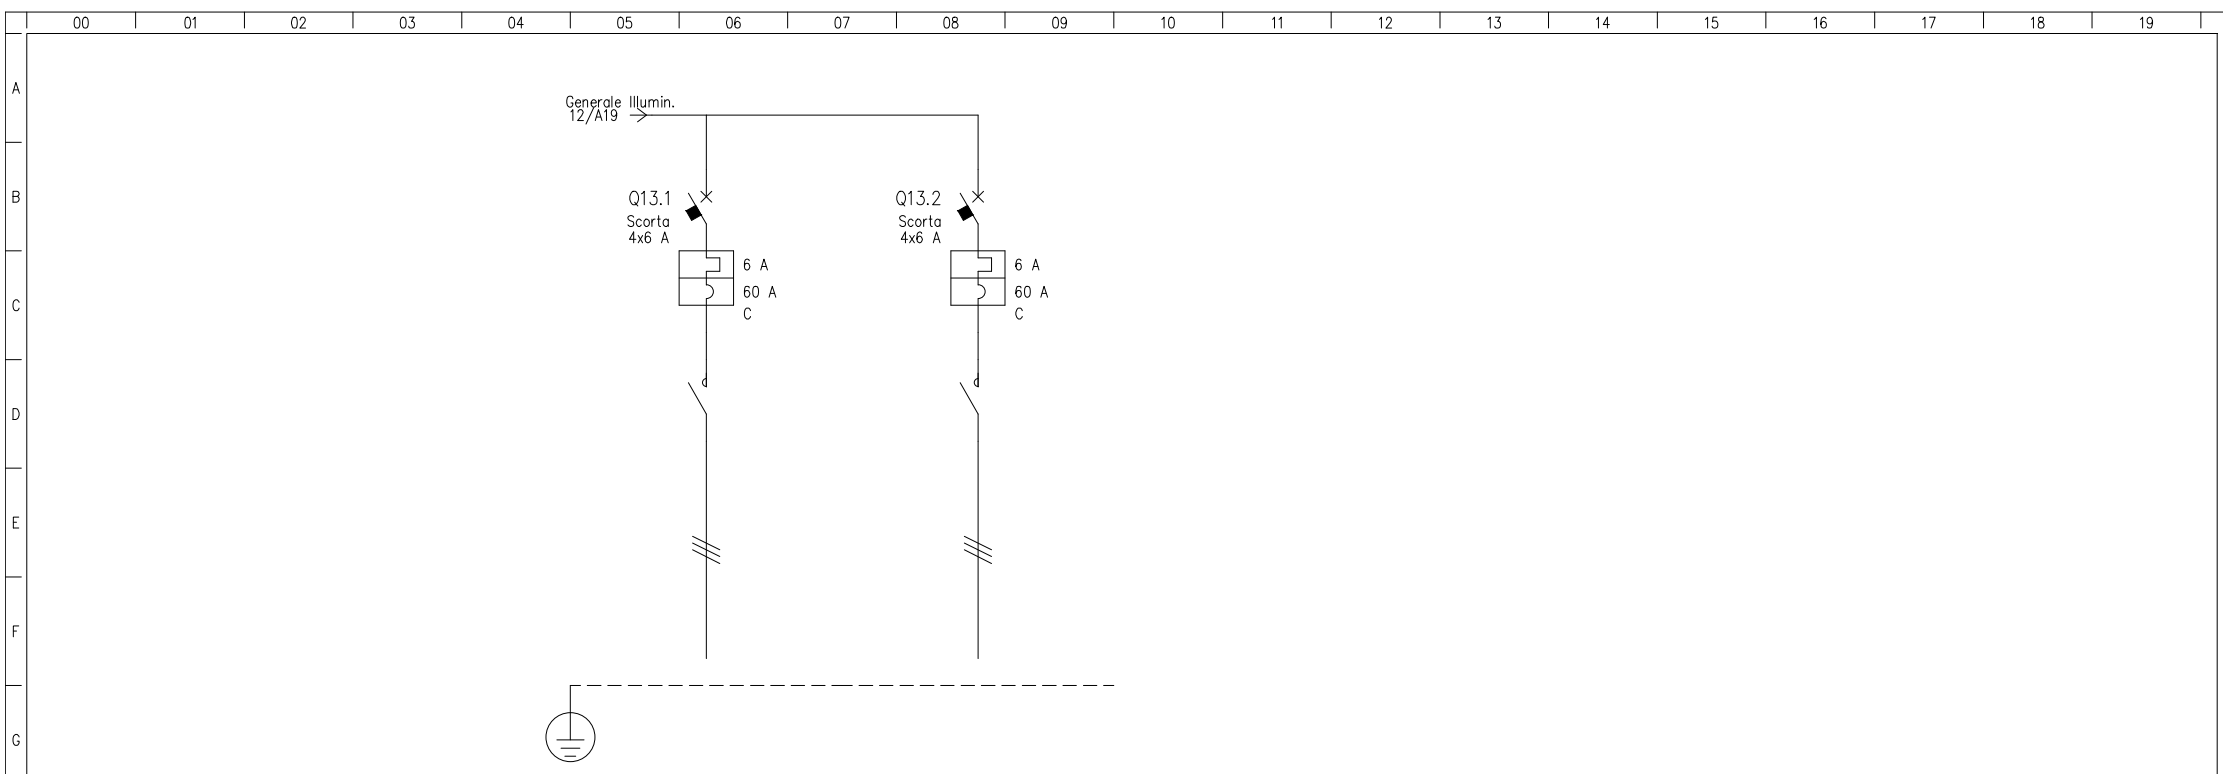 00 01 02 03 04 05 06 07 08 09 10 11 12 13 14 15 16 17 18 19
A
Generale Illumin.
12/A19
B
Q13.1
Scorta
4x6 A
Q13.2
Scorta
4x6 A
C
6 A
60 A
C
6 A
60 A
C
D
E
F
G